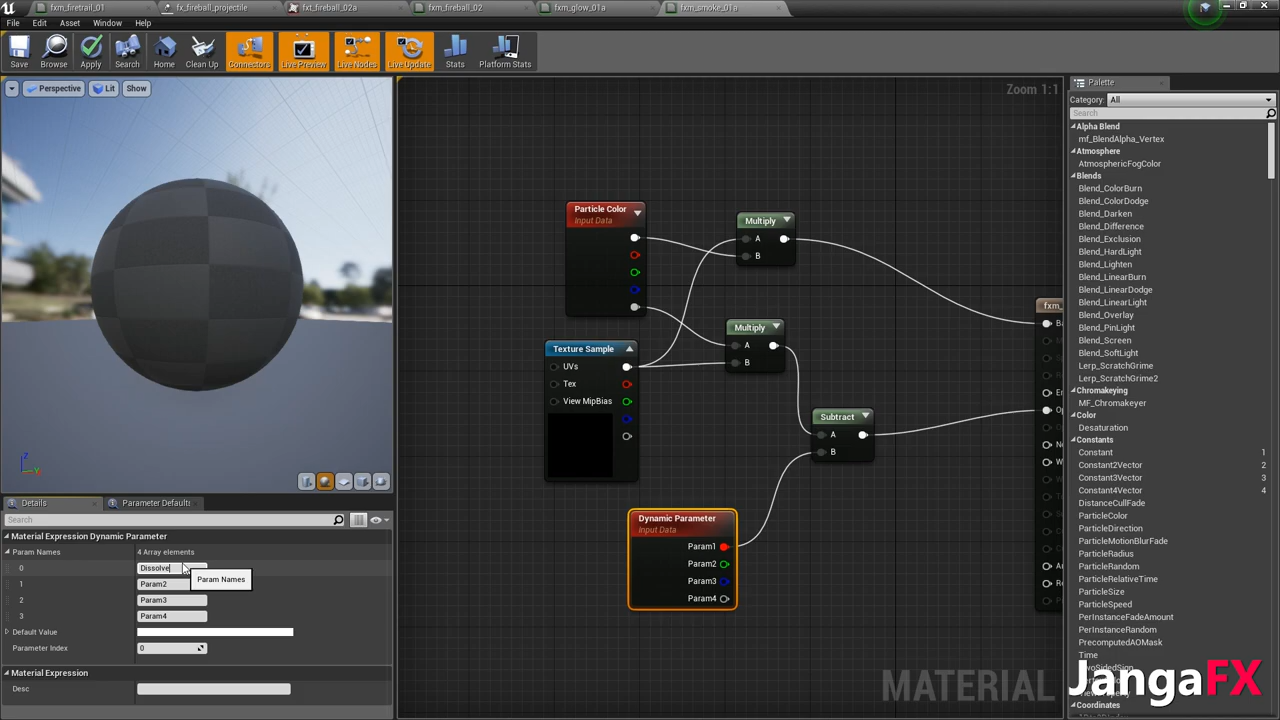 fxm_firetrail_01
fx_fireball_projectile
fxt_fireball_02a
fxm_fireball_02
fxm_glow_01a
fxm_smoke_01a
File
Edit
Asset
Window
Help
Save
Browse
Apply
Search
Home
Clean Up
Connectors
Live Preview
Live Nodes
Live Update
Stats
Platform Stats
Perspective
Lit
Show
Zoom 1:1
Particle Color
Input Data
Multiply
A
B
Multiply
A
B
Texture Sample
UVs
Tex
View MipBias
Subtract
A
B
Dynamic Parameter
Input Data
Param1
Param2
Param3
Param4
fxm_
MATERIAL
Details
Parameter Default
Search
Material Expression Dynamic Parameter
Param Names
4 Array elements
0
Dissolve
Param Names
1
Param2
2
Param3
3
Param4
Default Value
Parameter Index
0
Material Expression
Desc
Palette
Category:
All
Search
Alpha Blend
mf_BlendAlpha_Vertex
Atmosphere
AtmosphericFogColor
Blends
Blend_ColorBurn
Blend_ColorDodge
Blend_Darken
Blend_Difference
Blend_Exclusion
Blend_HardLight
Blend_Lighten
Blend_LinearBurn
Blend_LinearDodge
Blend_LinearLight
Blend_Overlay
Blend_PinLight
Blend_Screen
Blend_SoftLight
Lerp_ScratchGrime
Lerp_ScratchGrime2
Chromakeying
MF_Chromakeyer
Color
Desaturation
Constants
Constant 1
Constant2Vector 2
Constant3Vector 3
Constant4Vector 4
DistanceCullFade
ParticleColor
ParticleDirection
ParticleMotionBlurFade
ParticleRadius
ParticleRandom
ParticleRelativeTime
ParticleSize
ParticleSpeed
PerInstanceFadeAmount
PerInstanceRandom
PrecomputedAOMask
Time
TwoSidedSign
Coordinates
JangaFX